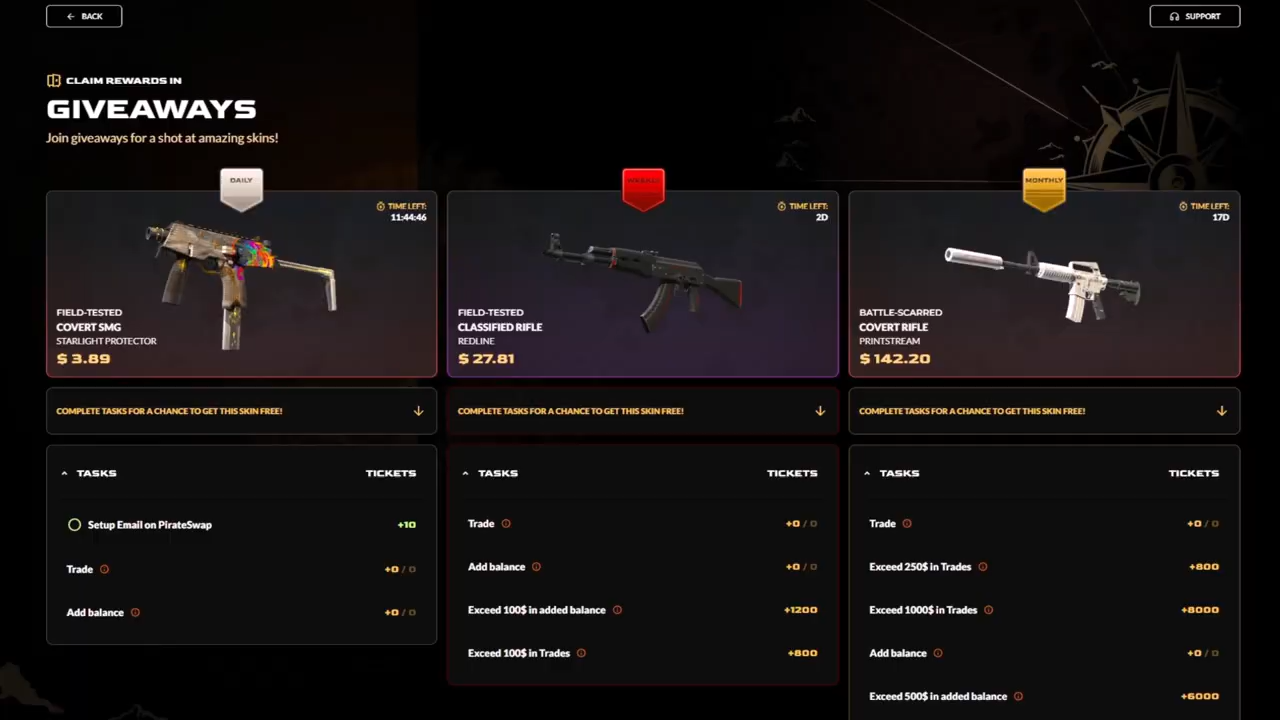 BACK
SUPPORT
CLAIM REWARDS IN
GIVEAWAYS
Join giveaways for a shot at amazing skins!
DAILY
TIME LEFT:
11:44:46
FIELD-TESTED
COVERT SMG
STARLIGHT PROTECTOR
$ 3.89
WEEKLY
TIME LEFT:
2D
FIELD-TESTED
CLASSIFIED RIFLE
REDLINE
$ 27.81
MONTHLY
TIME LEFT:
17D
BATTLE-SCARRED
COVERT RIFLE
PRINTSTREAM
$ 142.20
COMPLETE TASKS FOR A CHANCE TO GET THIS SKIN FREE!
COMPLETE TASKS FOR A CHANCE TO GET THIS SKIN FREE!
COMPLETE TASKS FOR A CHANCE TO GET THIS SKIN FREE!
TASKS TICKETS
Setup Email on PirateSwap +10
Trade +0 / 0
Add balance +0 / 0
TASKS TICKETS
Trade +0 / 0
Add balance +0 / 0
Exceed 100$ in added balance +1200
Exceed 100$ in Trades +800
TASKS TICKETS
Trade +0 / 0
Exceed 250$ in Trades +800
Exceed 1000$ in Trades +8000
Add balance +0 / 0
Exceed 500$ in added balance +6000